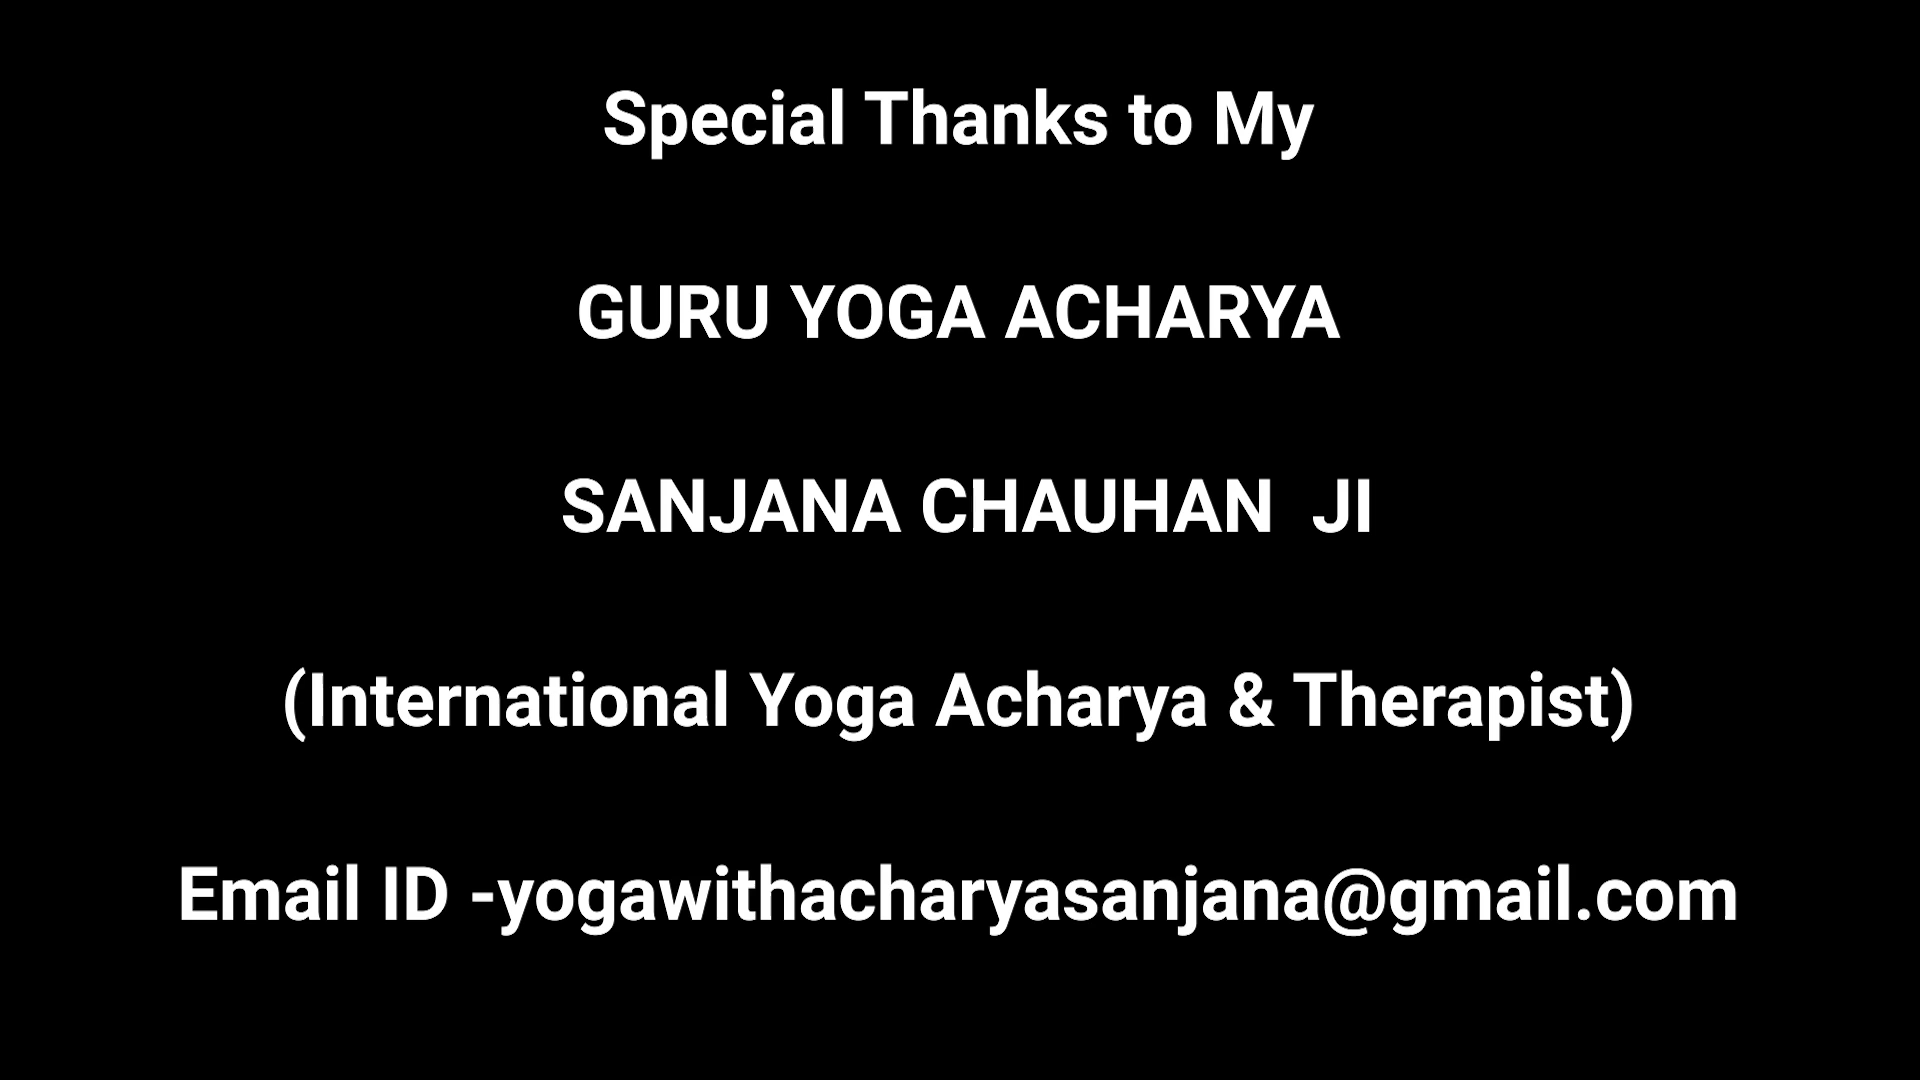 Special Thanks to My
GURU YOGA ACHARYA
SANJANA CHAUHAN  JI
(International Yoga Acharya & Therapist)
Email ID -yogawithacharyasanjana@gmail.com